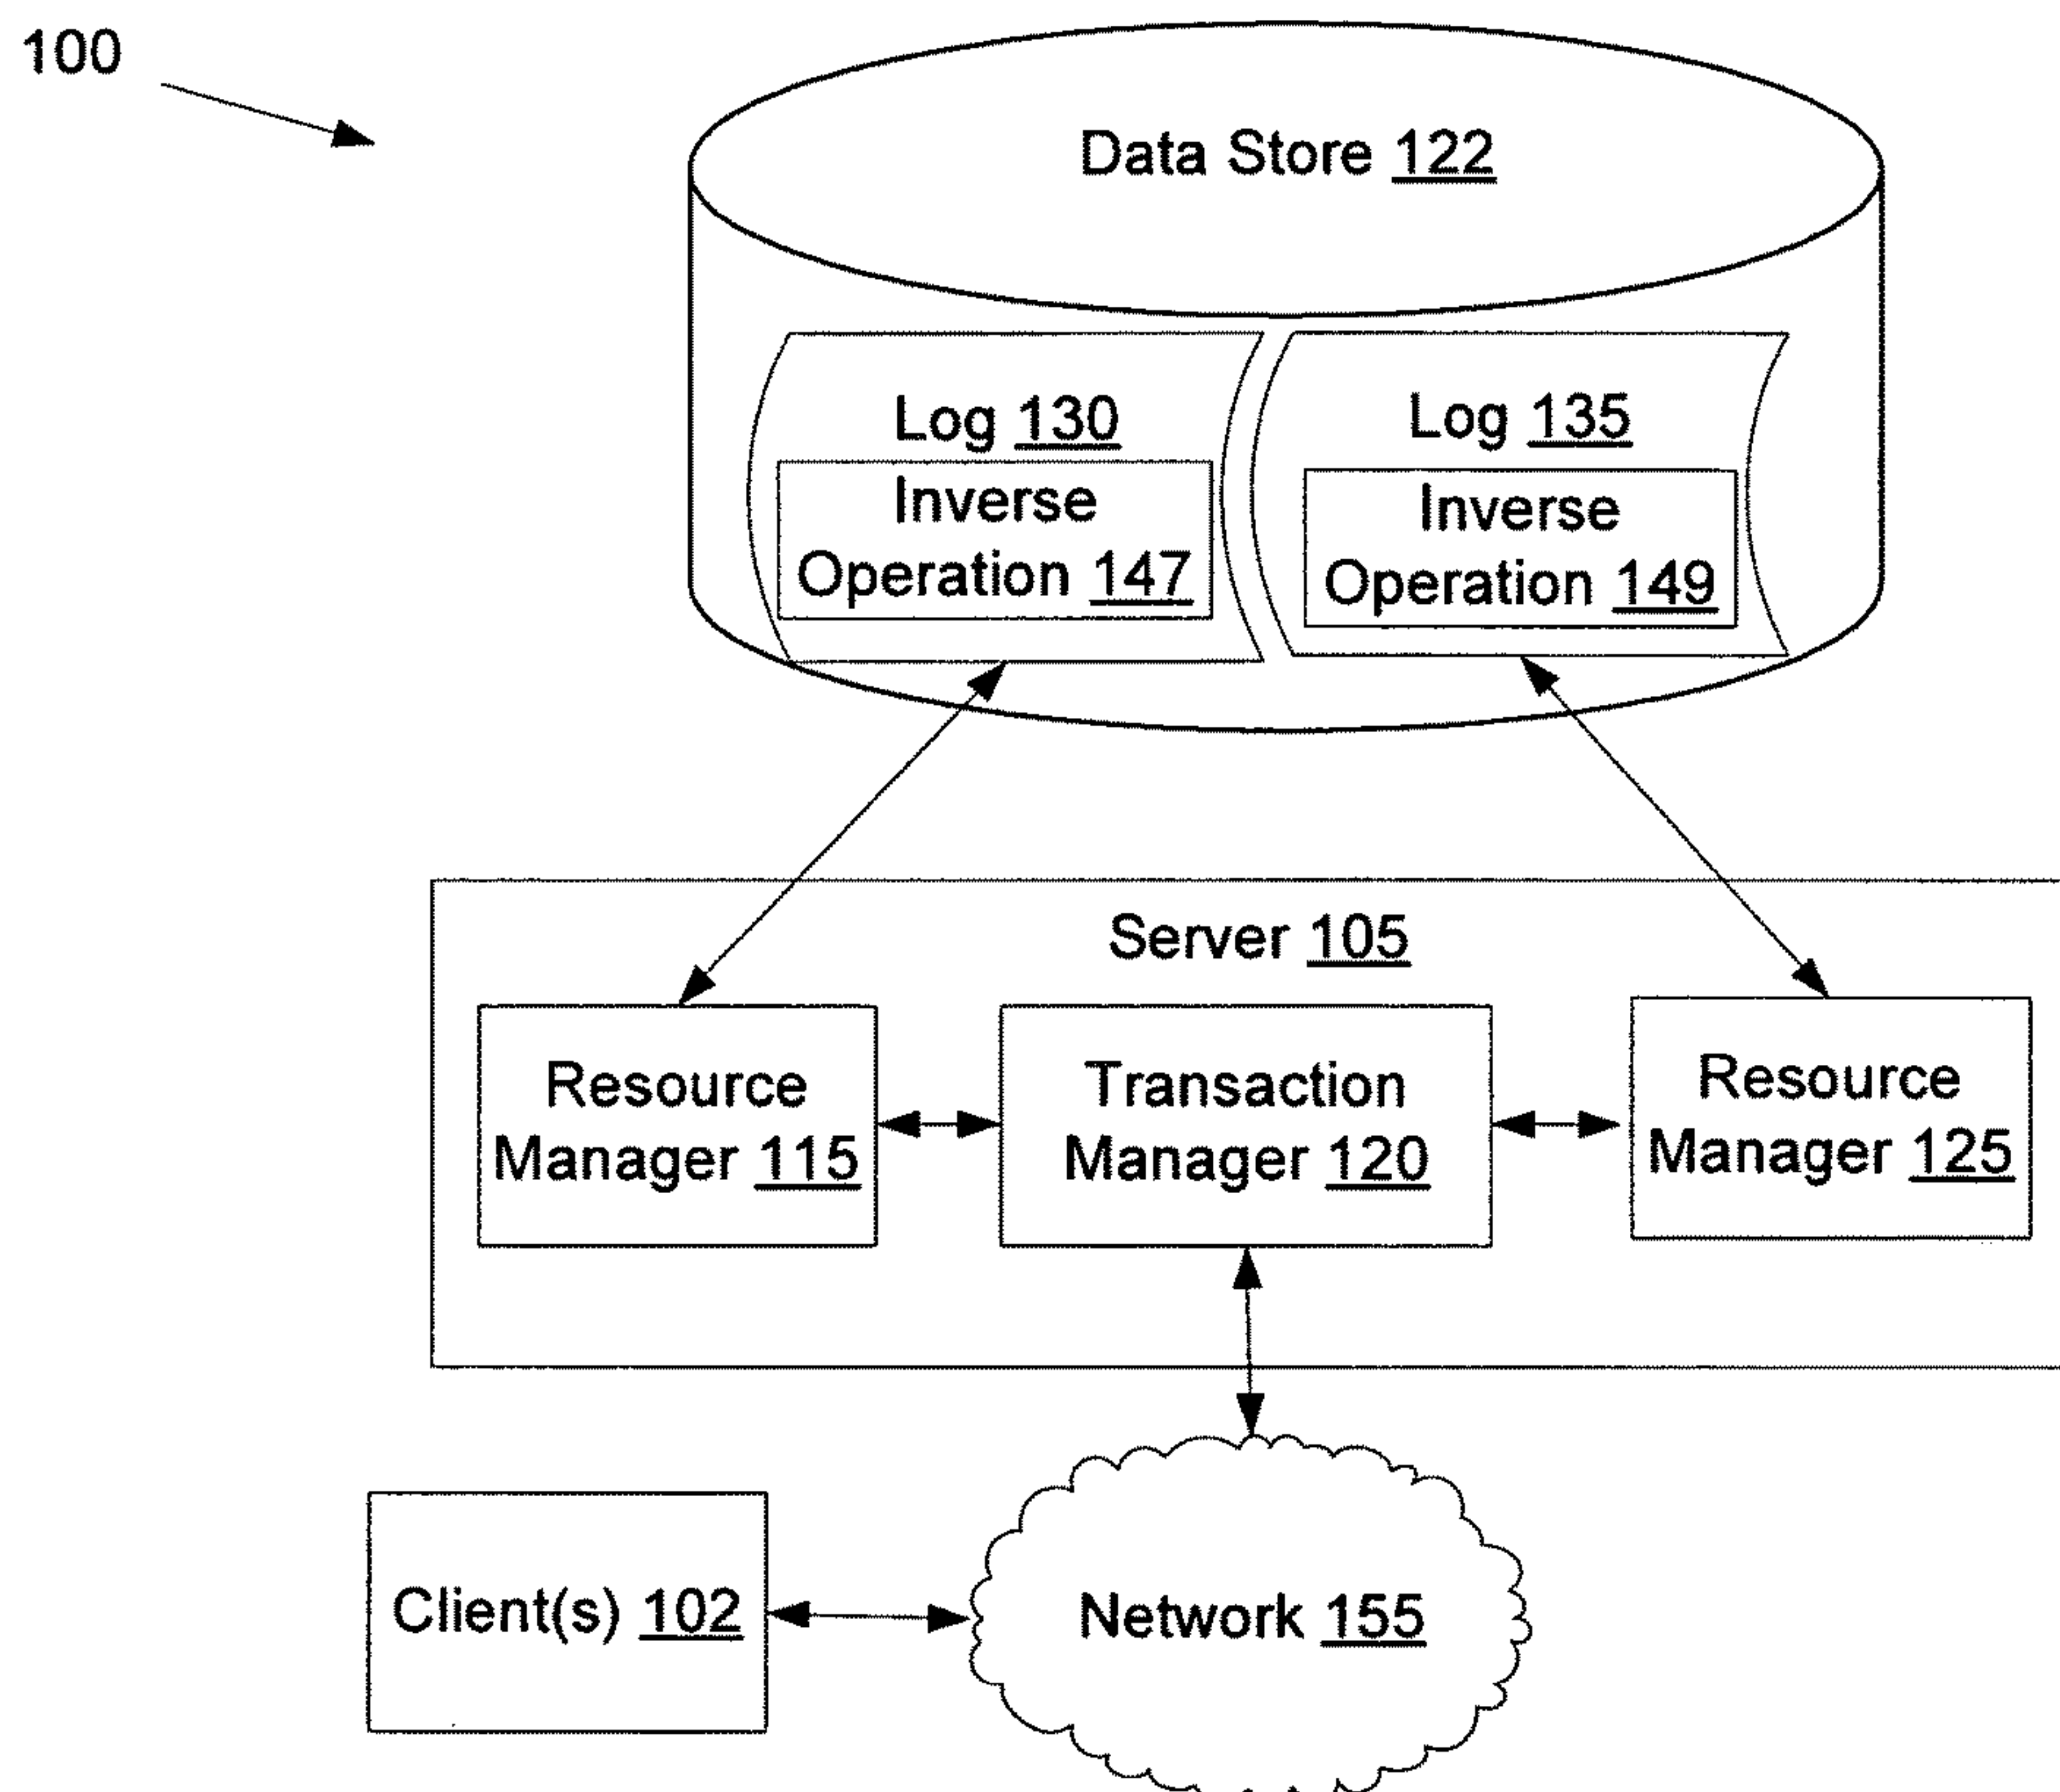 100
Data Store 122
Log 130
Inverse
Operation 147
Log 135
Inverse
Operation 149
Server 105
Resource
Manager 115
Transaction
Manager 120
Resource
Manager 125
Client(s) 102
Network 155